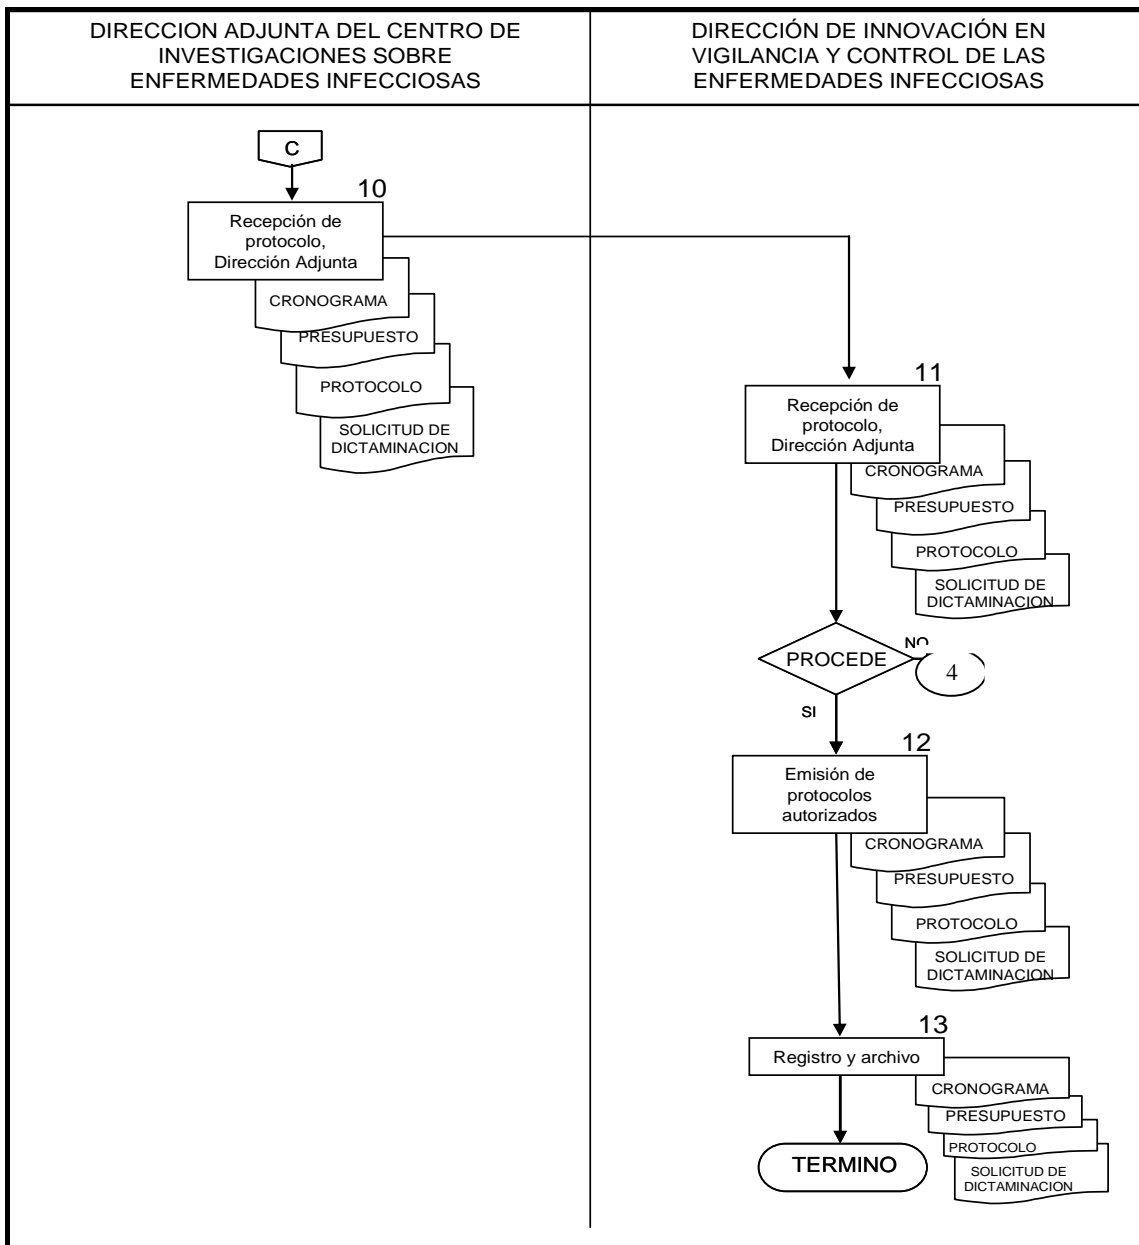 DIRECCION ADJUNTA DEL CENTRO DE
INVESTIGACIONES SOBRE
ENFERMEDADES INFECCIOSAS
DIRECCIÓN DE INNOVACIÓN EN
VIGILANCIA Y CONTROL DE LAS
ENFERMEDADES INFECCIOSAS
C
10
Recepción de
protocolo,
Dirección Adjunta
CRONOGRAMA
PRESUPUESTO
PROTOCOLO
SOLICITUD DE
DICTAMINACION
11
Recepción de
protocolo,
Dirección Adjunta
CRONOGRAMA
PRESUPUESTO
PROTOCOLO
SOLICITUD DE
DICTAMINACION
PROCEDE
NO
4
SI
12
Emisión de
protocolos
autorizados
CRONOGRAMA
PRESUPUESTO
PROTOCOLO
SOLICITUD DE
DICTAMINACION
13
Registro y archivo
CRONOGRAMA
PRESUPUESTO
PROTOCOLO
SOLICITUD DE
DICTAMINACION
TERMINO